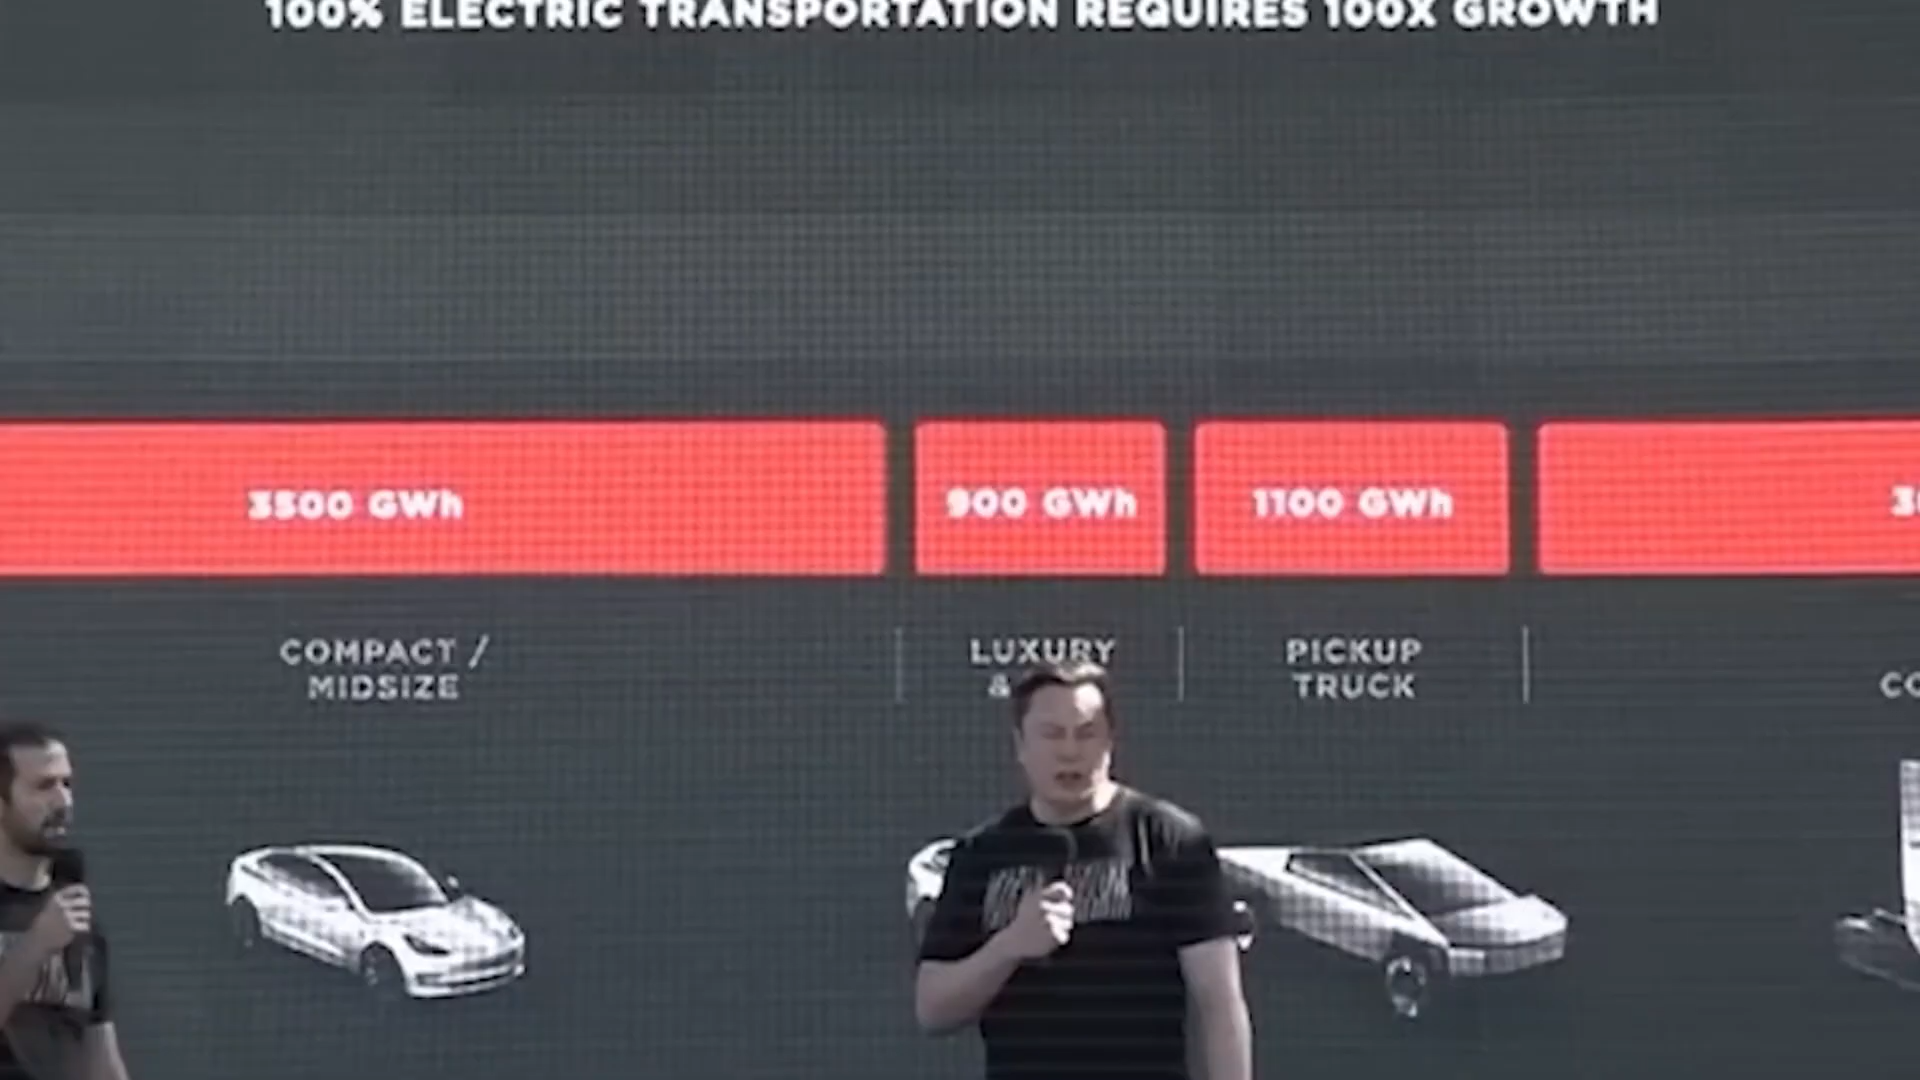 100% ELECTRIC TRANSPORTATION REQUIRES 100X GROWTH
3500 GWh
900 GWh
1100 GWh
COMPACT /
MIDSIZE
LUXURY
&
PICKUP
TRUCK